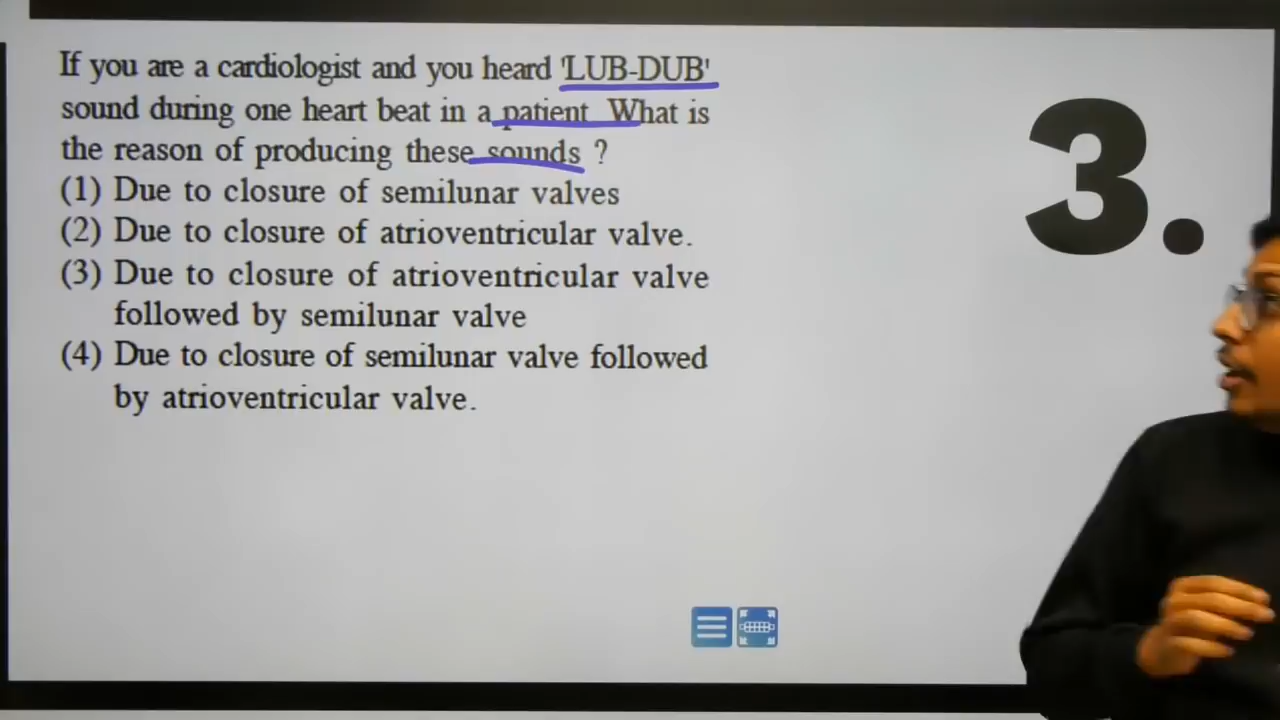 If you are a cardiologist and you heard 'LUB-DUB'
sound during one heart beat in a patient What is
the reason of producing these sounds ?
(1) Due to closure of semilunar valves
(2) Due to closure of atrioventricular valve.
(3) Due to closure of atrioventricular valve
followed by semilunar valve
(4) Due to closure of semilunar valve followed
by atrioventricular valve.
3.